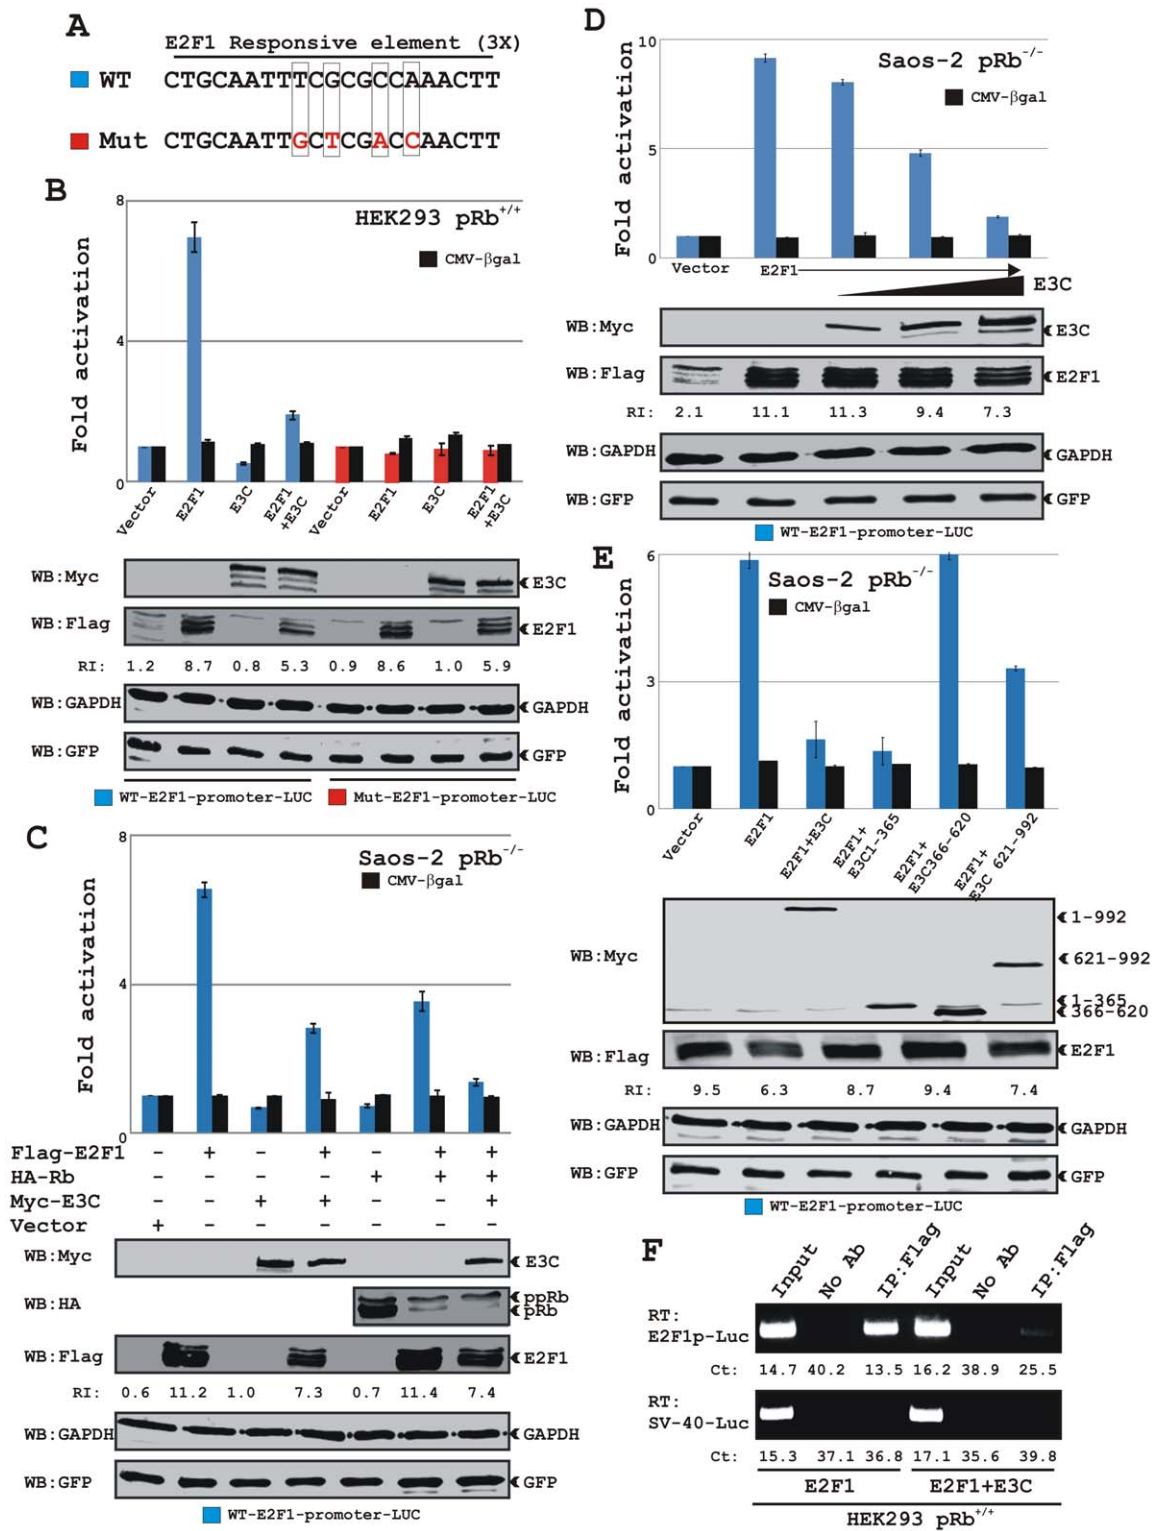 A
E2F1 Responsive element (3X)
WT CTGCAATTTCGCGCCAAACTT
Mut CTGCAATTGCTCGACCAACTT
B
HEK293 pRb+/+
CMV-βgal
Fold activation
8
4
0
Vector
E2F1
E3C
E2F1
+E3C
Vector
E2F1
E3C
E2F1
+E3C
WB:Myc E3C
WB:Flag E2F1
RI: 1.2 8.7 0.8 5.3 0.9 8.6 1.0 5.9
WB:GAPDH GAPDH
WB:GFP GFP
WT-E2F1-promoter-LUC Mut-E2F1-promoter-LUC
C
Saos-2 pRb-/-
CMV-βgal
Fold activation
8
4
0
Flag-E2F1 - + - + - + +
HA-Rb - - - - + + +
Myc-E3C - - + + - - +
Vector + - - - - - -
WB:Myc E3C
WB:HA ppRb
pRb
WB:Flag E2F1
RI: 0.6 11.2 1.0 7.3 0.7 11.4 7.4
WB:GAPDH GAPDH
WB:GFP GFP
WT-E2F1-promoter-LUC
D
Saos-2 pRb-/-
CMV-βgal
Fold activation
10
5
0
Vector E2F1
E3C
WB:Myc E3C
WB:Flag E2F1
RI: 2.1 11.1 11.3 9.4 7.3
WB:GAPDH GAPDH
WB:GFP GFP
WT-E2F1-promoter-LUC
E
Saos-2 pRb-/-
CMV-βgal
Fold activation
6
3
0
Vector
E2F1
E2F1+E3C
E2F1+
E3C1-365
E2F1+
E3C366-620
E2F1+
E3C 621-992
WB:Myc
1-992
621-992
1-365
366-620
WB:Flag E2F1
RI: 9.5 6.3 8.7 9.4 7.4
WB:GAPDH GAPDH
WB:GFP GFP
WT-E2F1-promoter-LUC
F
Input No Ab IP:Flag Input No Ab IP:Flag
RT:
E2F1p-Luc
Ct: 14.7 40.2 13.5 16.2 38.9 25.5
RT:
SV-40-Luc
Ct: 15.3 37.1 36.8 17.1 35.6 39.8
E2F1 E2F1+E3C
HEK293 pRb+/+